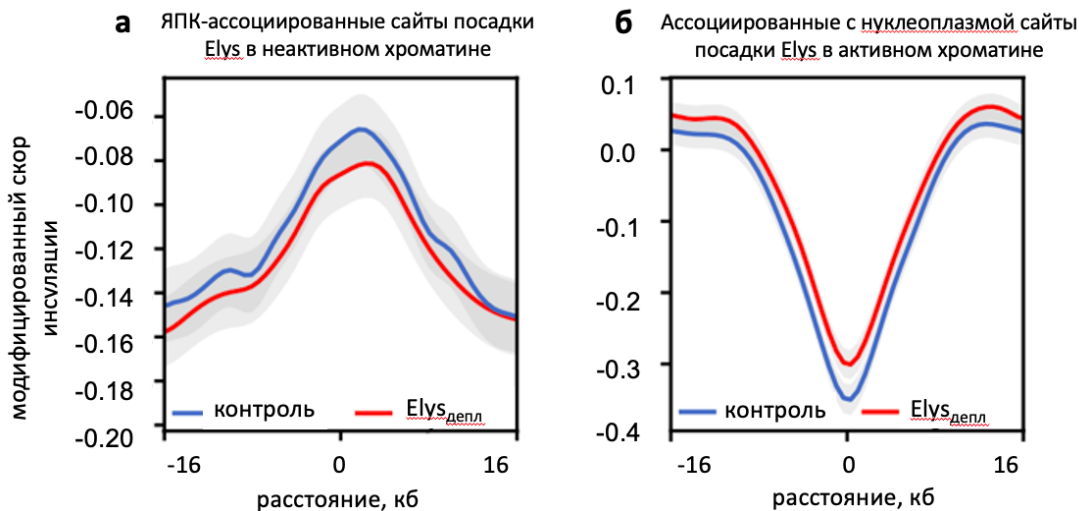 а ЯПК-ассоциированные сайты посадки
Elys в неактивном хроматине
модифицированный скор
инсуляции
-0.06
-0.08
-0.10
-0.12
-0.14
-0.16
-0.18
-0.20
контроль Elysдепл
-16 0 16
расстояние, кб
б Ассоциированные с нуклеоплазмой сайты
посадки Elys в активном хроматине
0.1
0.0
-0.1
-0.2
-0.3
-0.4
контроль Elysдепл
-16 0 16
расстояние, кб